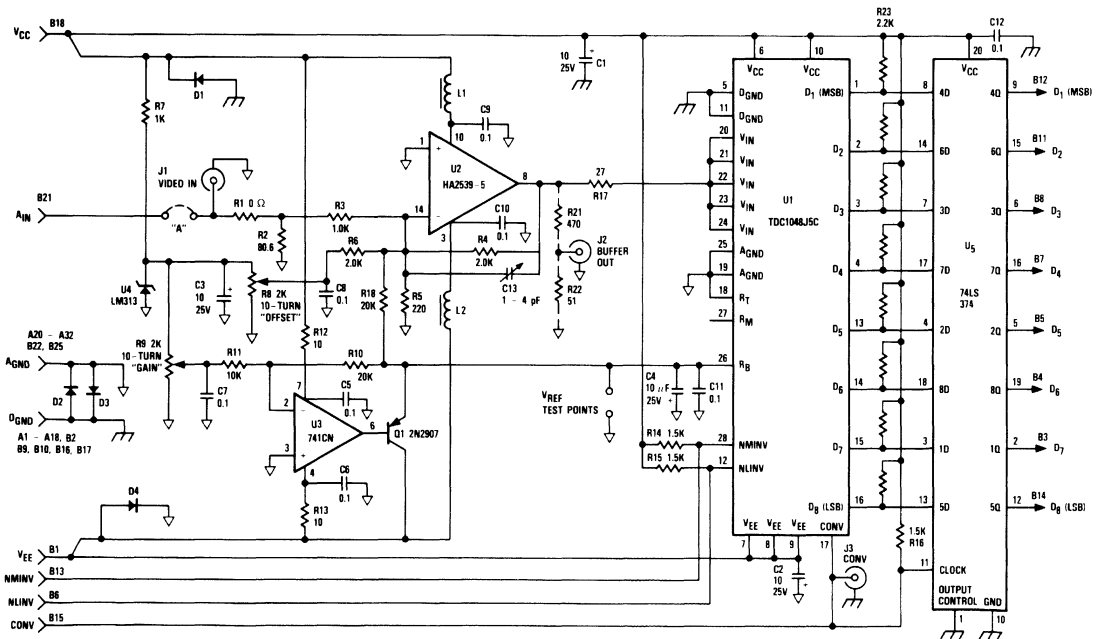 VCC B18
R7
1K
D1
L1
C9
0.1
10
25V
+
C1
6
10
VCC VCC
R23
2.2K
C12
0.1
20
VCC
J1
VIDEO IN
B21
AIN
"A"
R1 0 Ω
R2
80.6
R3
1.0K
1
+
10
U2
HA2539-5
8
14
-
3
C10
0.1
R6
2.0K
R4
2.0K
C13
1 - 4 pF
R5
220
R18
20K
L2
27
R17
R21
470
J2
BUFFER
OUT
R22
51
U4
LM313
C3
10
25V
+
R8 2K
10-TURN
"OFFSET"
C8
0.1
R12
10
R9 2K
10-TURN
"GAIN"
A20 - A32
B22, B25
AGND
D2
D3
DGND
A1 - A18, B2
B9, B10, B16, B17
C7
0.1
R11
10K
R10
20K
7
C5
0.1
2
-
U3
741CN
6
3
+
4
Q1 2N2907
C6
0.1
R13
10
D4
VREF
TEST POINTS
C4
10 µF
25V
+
C11
0.1
R14 1.5K
R15 1.5K
U1
TDC1048J5C
5 DGND
11 DGND
20 VIN
21 VIN
22 VIN
23 VIN
24 VIN
25 AGND
19 AGND
18 RT
27 RM
26 RB
28 NMINV
12 NLINV
D1 (MSB) 1
D2 2
D3 3
D4 4
D5 13
D6 14
D7 15
D8 (LSB) 16
VEE VEE VEE CONV
7 8 9 17
C2
10
25V
+
J3
CONV
1.5K
R16
U5
74LS
374
8 4D 4Q 9 B12 D1 (MSB)
14 6D 6Q 15 B11 D2
7 3D 3Q 6 B8 D3
17 7D 7Q 16 B7 D4
4 2D 2Q 5 B5 D5
18 8D 8Q 19 B4 D6
3 1D 1Q 2 B3 D7
13 5D 5Q 12 B14 D8 (LSB)
11 CLOCK
OUTPUT
CONTROL GND
1 10
VEE B1
NMINV B13
NLINV B6
CONV B15